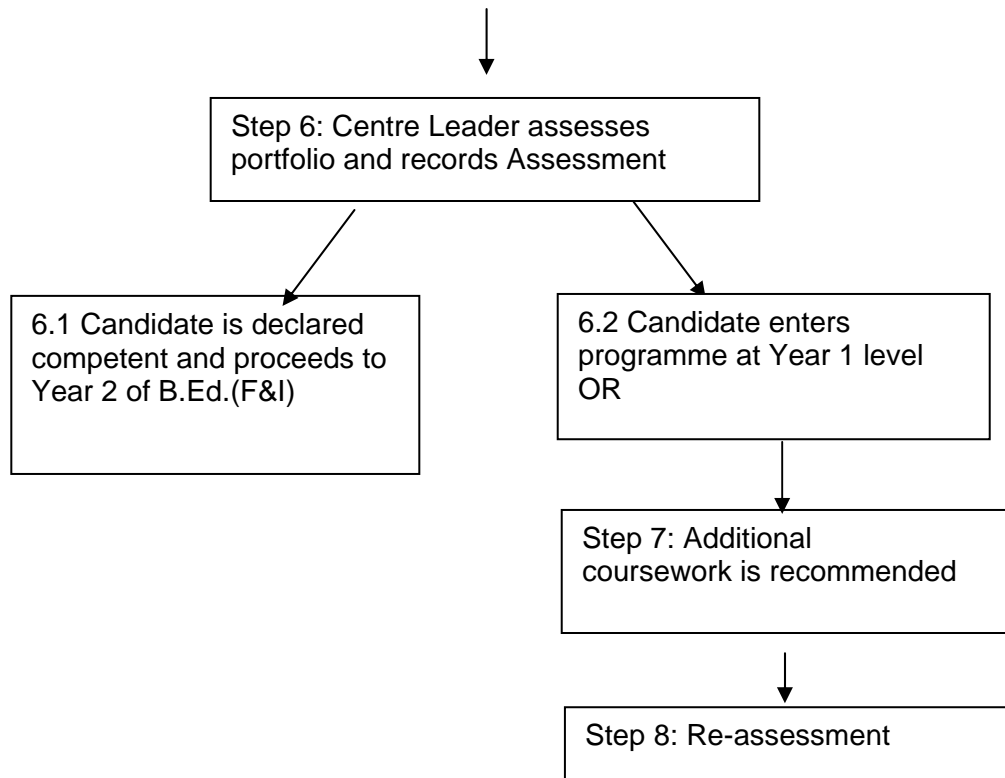 Step 6: Centre Leader assesses
portfolio and records Assessment
6.1 Candidate is declared
competent and proceeds to
Year 2 of B.Ed.(F&I)
6.2 Candidate enters
programme at Year 1 level
OR
Step 7: Additional
coursework is recommended
Step 8: Re-assessment